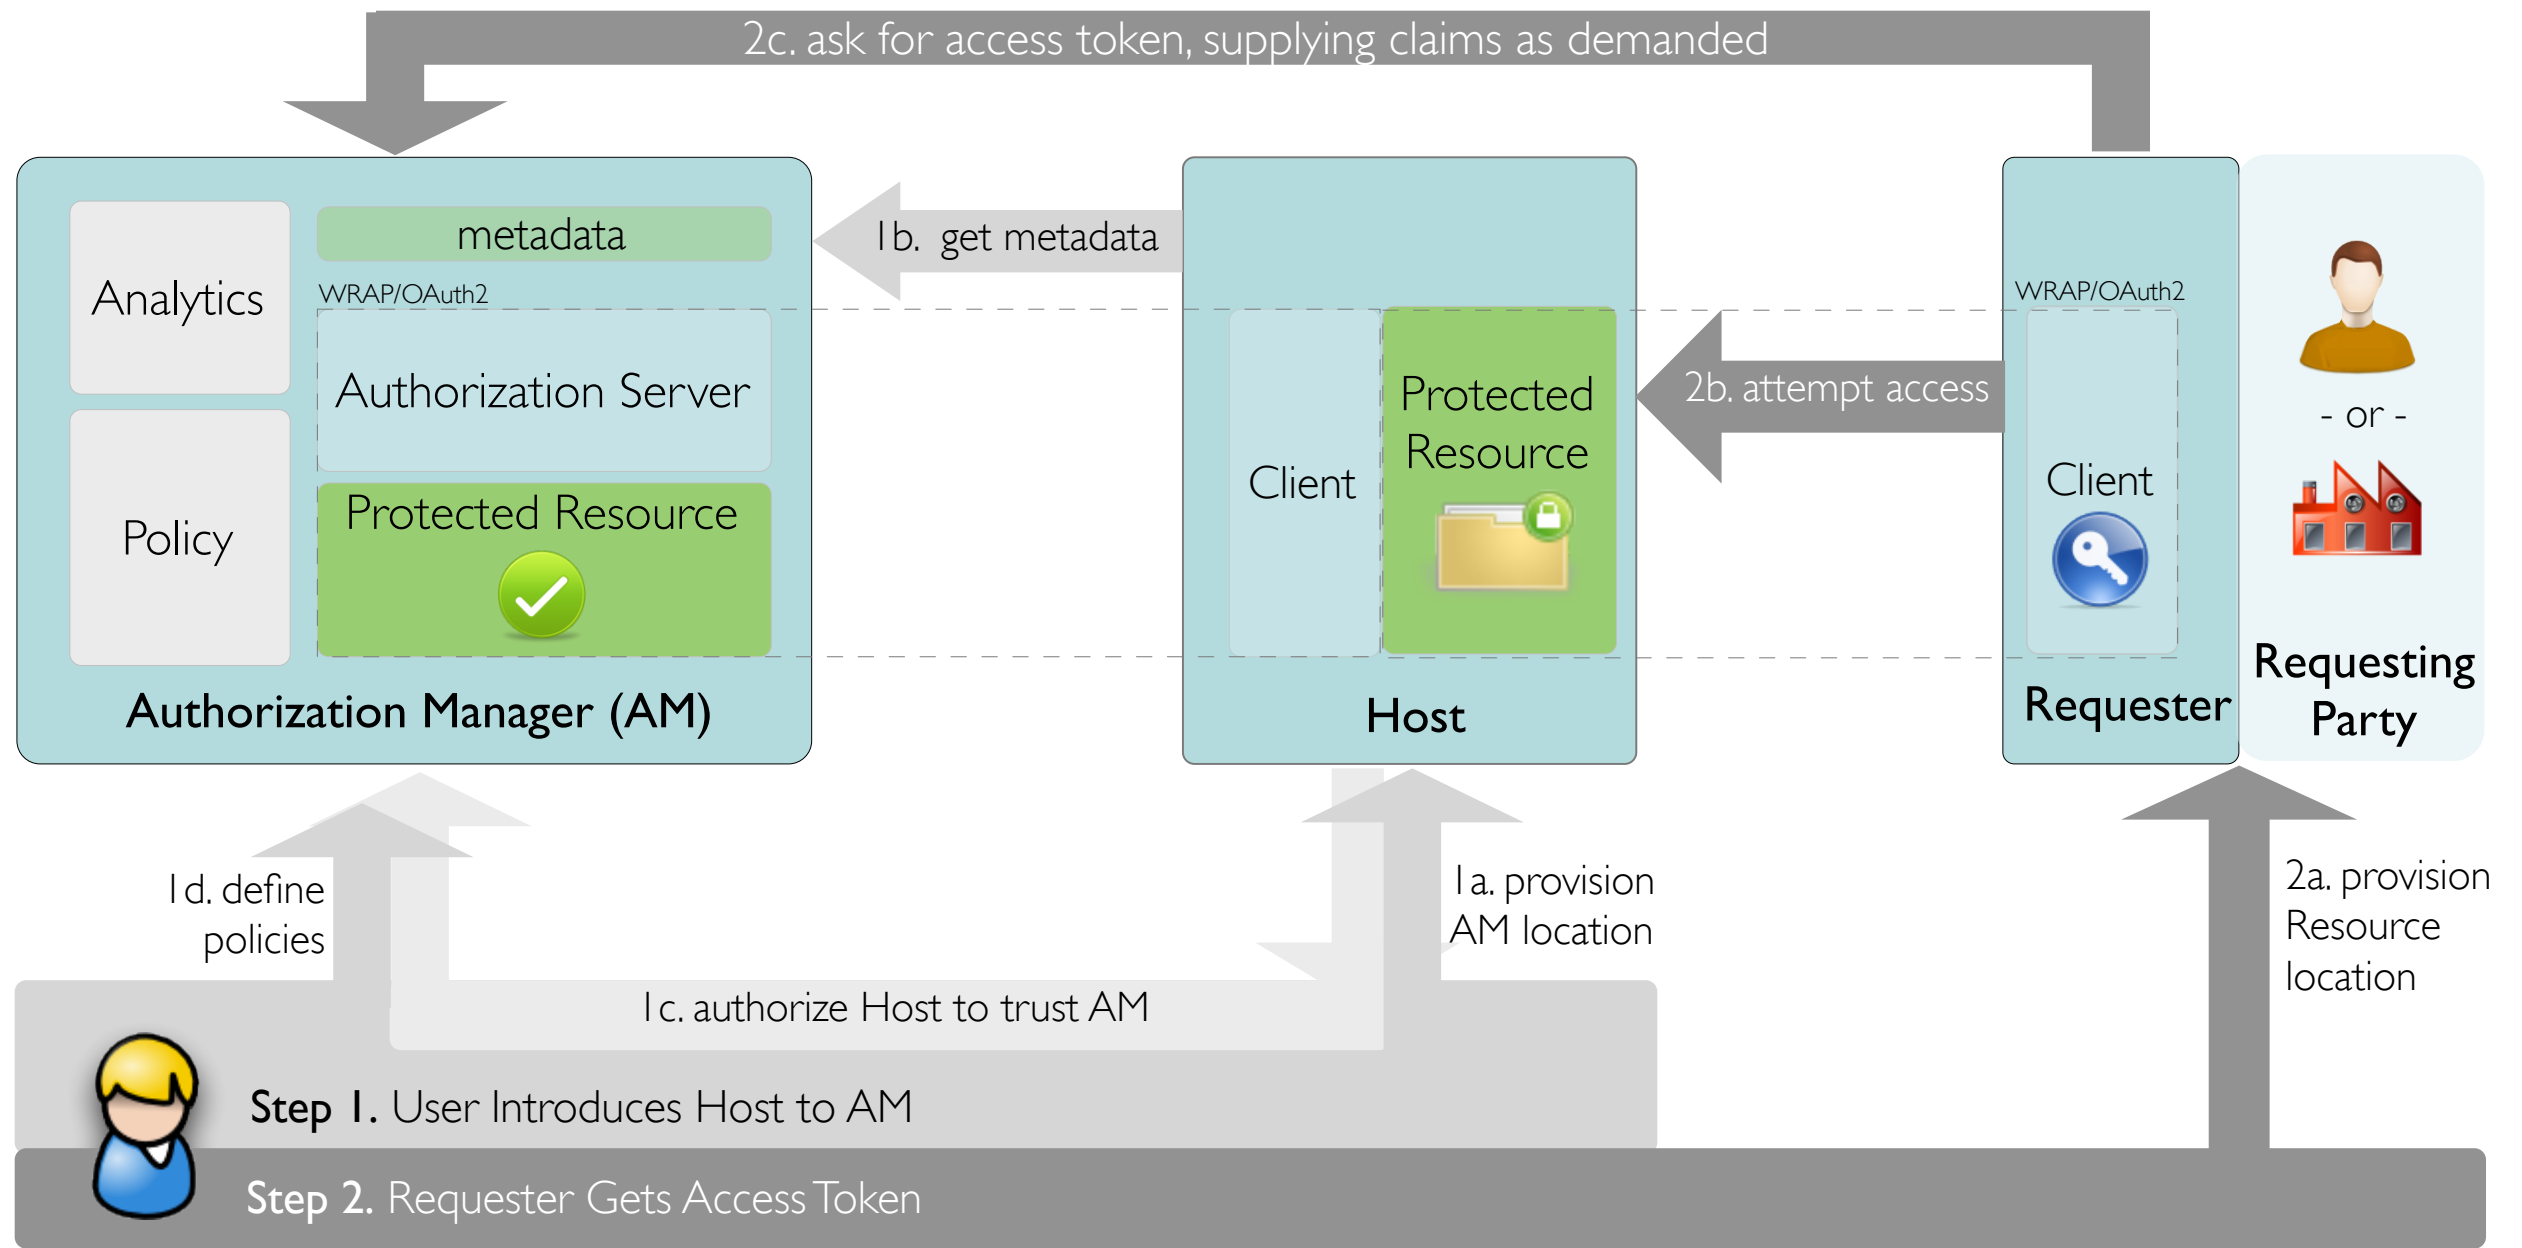 2c. ask for access token, supplying claims as demanded
metadata
1b. get metadata
Analytics
WRAP/OAuth2
WRAP/OAuth2
Authorization Server
Protected
Resource
2b. attempt access
- or -
Client
Client
Policy
Protected Resource
Authorization Manager (AM)
Host
Requester
Requesting
Party
1d. define
policies
1a. provision
AM location
2a. provision
Resource
location
1c. authorize Host to trust AM
Step 1. User Introduces Host to AM
Step 2. Requester Gets Access Token